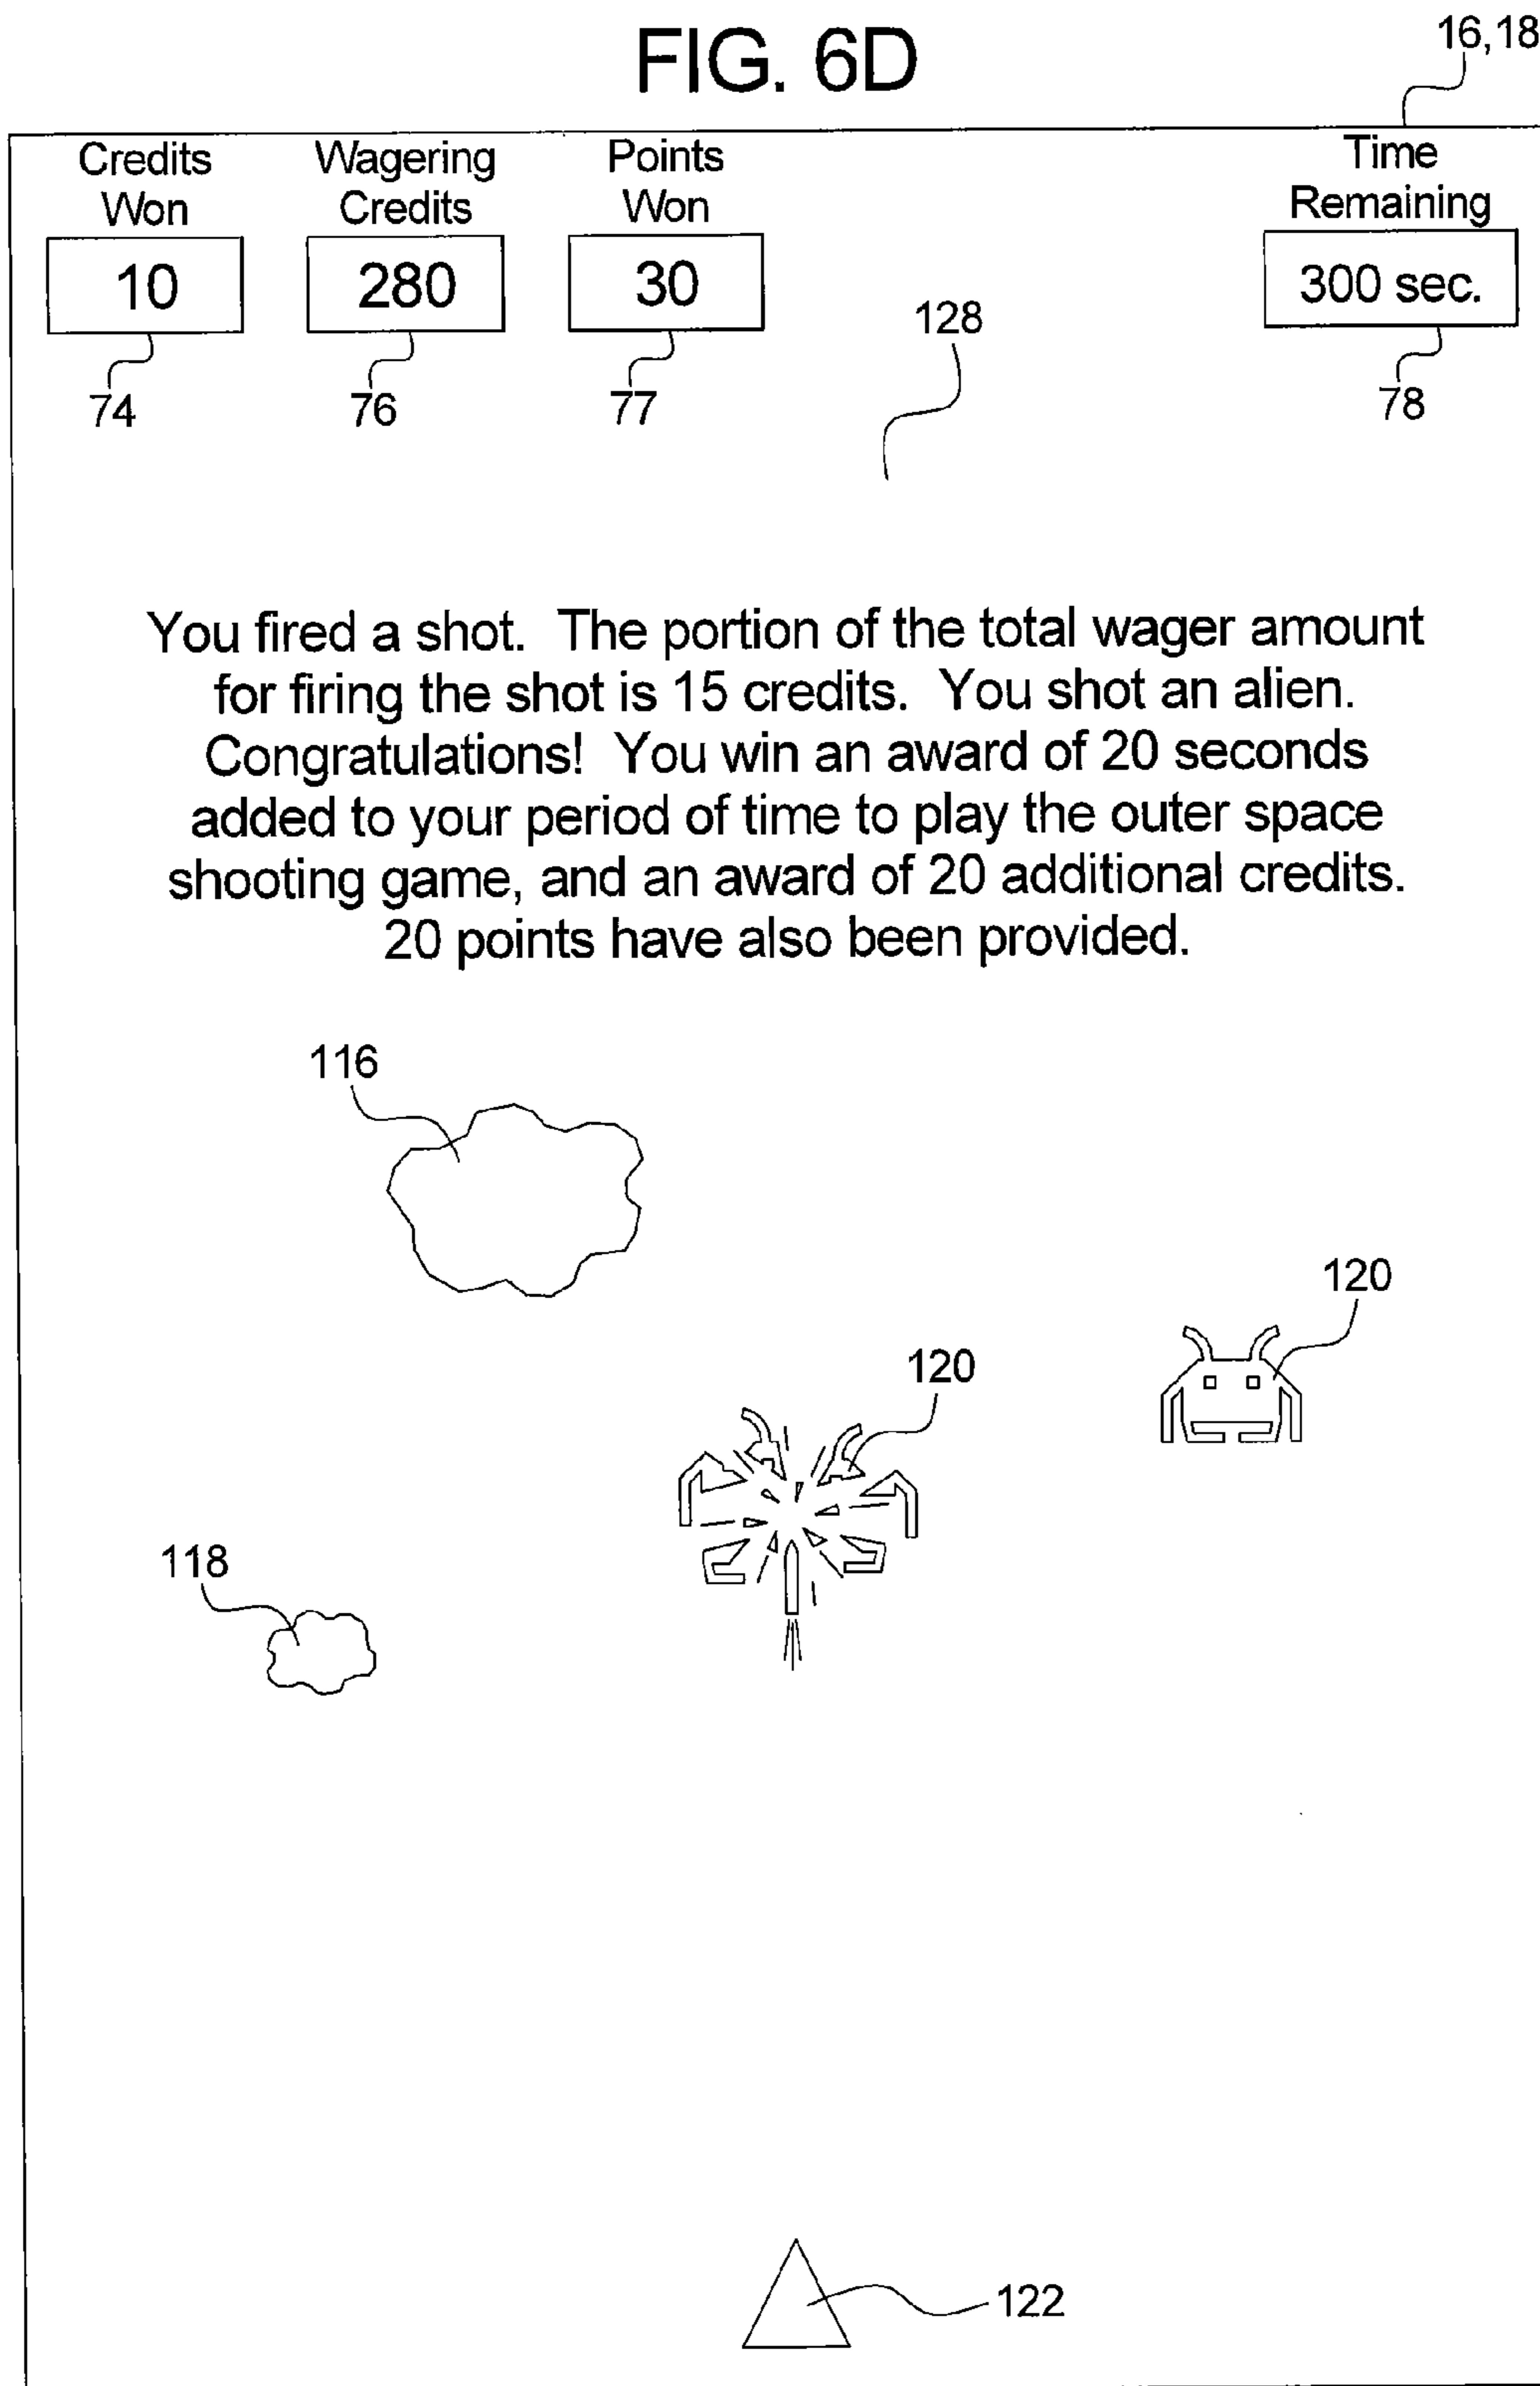 FIG. 6D
16,18
Credits
Won
Wagering
Credits
Points
Won
Time
Remaining
10
280
30
300 sec.
128
74
76
77
78
You fired a shot. The portion of the total wager amount
for firing the shot is 15 credits. You shot an alien.
Congratulations! You win an award of 20 seconds
added to your period of time to play the outer space
shooting game, and an award of 20 additional credits.
20 points have also been provided.
116
120
120
118
122